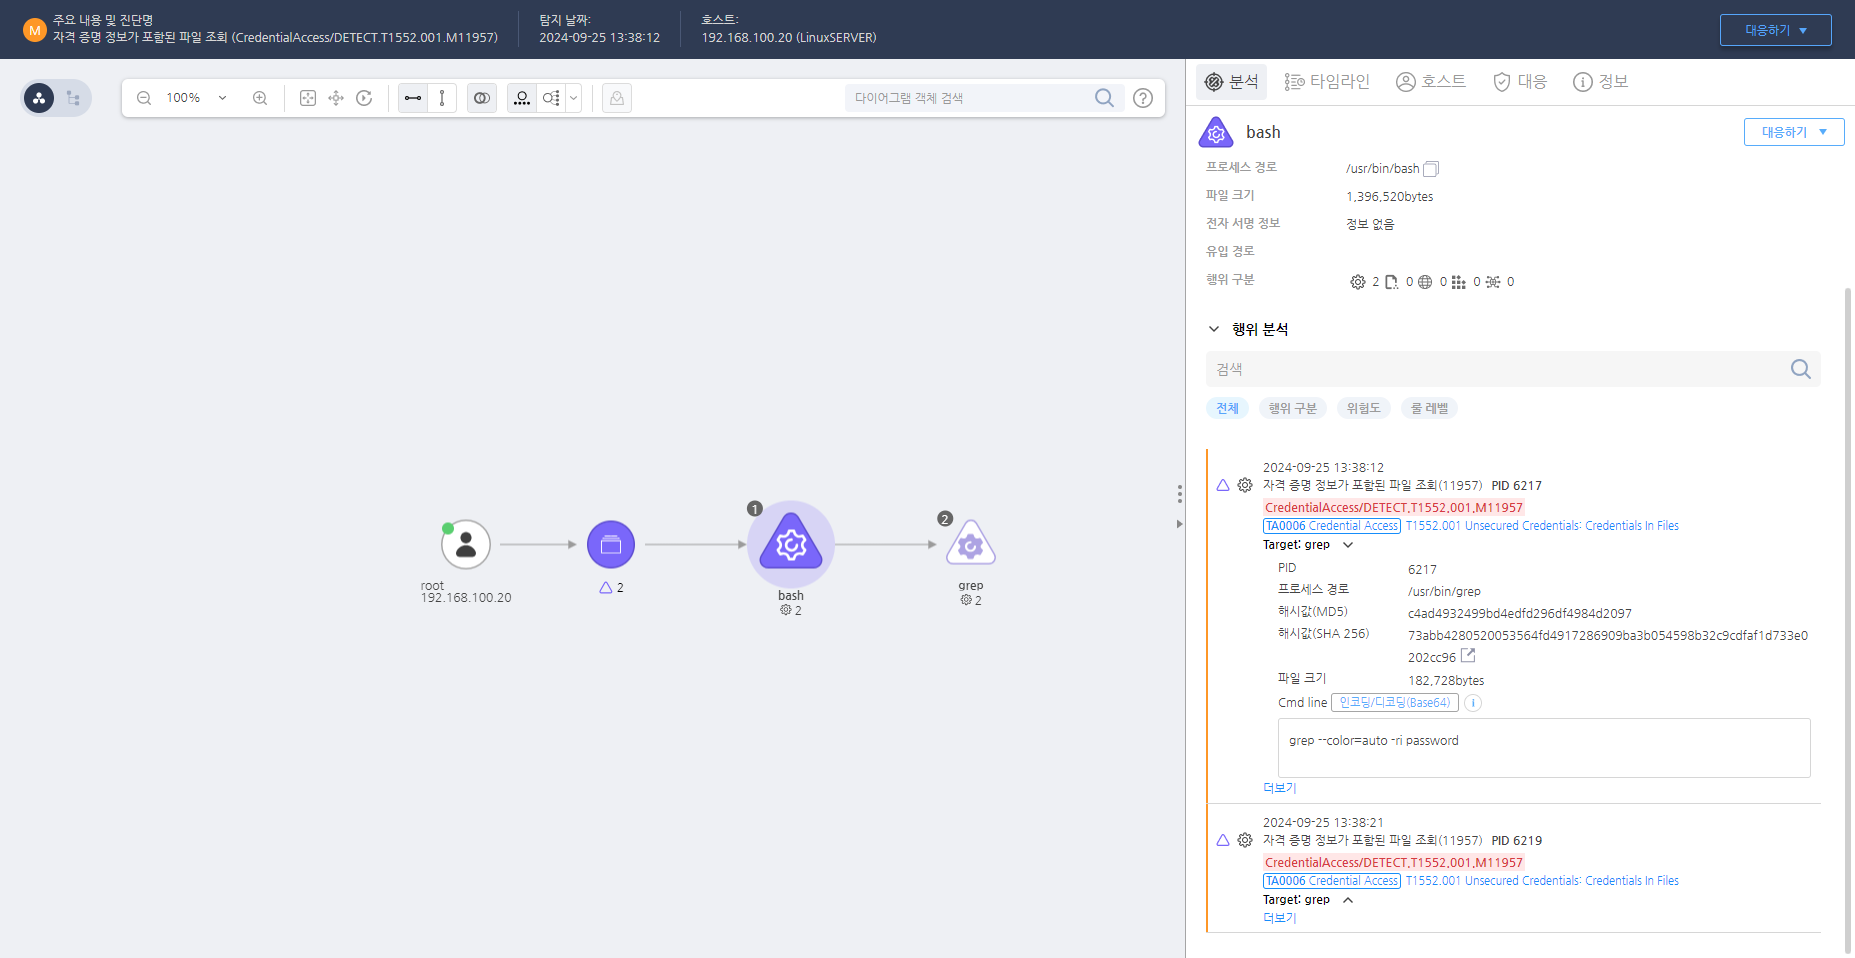 M
주요 내용 및 진단명
자격 증명 정보가 포함된 파일 조회 (CredentialAccess/DETECT.T1552.001.M11957)
탐지 날짜:
2024-09-25 13:38:12
호스트:
192.168.100.20 (LinuxSERVER)
대응하기
100%
다이어그램 객체 검색
?
root
192.168.100.20
2
1
bash
2
2
grep
2
분석
타임라인
호스트
대응
정보
bash
대응하기
프로세스 경로
/usr/bin/bash
파일 크기
1,396,520bytes
전자 서명 정보
정보 없음
유입 경로
행위 구분
2 0 0 0 0
행위 분석
검색
전체
행위 구분
위험도
룰 레벨
2024-09-25 13:38:12
자격 증명 정보가 포함된 파일 조회(11957) PID 6217
CredentialAccess/DETECT.T1552.001.M11957
TA0006 Credential Access T1552.001 Unsecured Credentials: Credentials In Files
Target: grep
PID
6217
프로세스 경로
/usr/bin/grep
해시값(MD5)
c4ad4932499bd4edfd296df4984d2097
해시값(SHA 256)
73abb4280520053564fd4917286909ba3b054598b32c9cdfaf1d733e0
202cc96
파일 크기
182,728bytes
Cmd line 인코딩/디코딩(Base64) i
grep --color=auto -ri password
더보기
2024-09-25 13:38:21
자격 증명 정보가 포함된 파일 조회(11957) PID 6219
CredentialAccess/DETECT.T1552.001.M11957
TA0006 Credential Access T1552.001 Unsecured Credentials: Credentials In Files
Target: grep
더보기